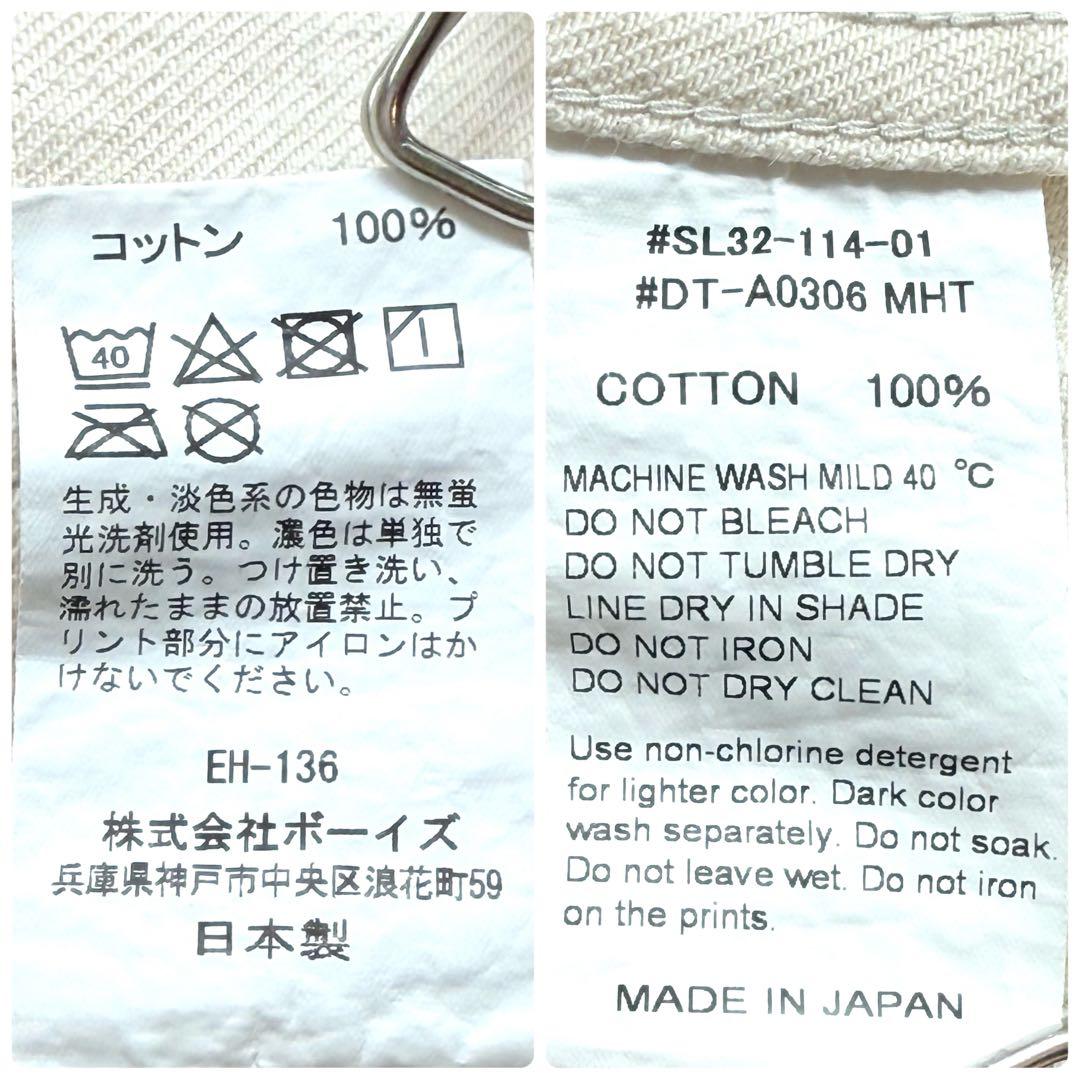 コットン 100%
40
生成・淡色系の色物は無蛍
光洗剤使用。濃色は単独で
別に洗う。つけ置き洗い、
濡れたままの放置禁止。プ
リント部分にアイロンはか
けないでください。
EH-136
株式会社ボーイズ
兵庫県神戸市中央区浪花町59
日本製
#SL32-114-01
#DT-A0306 MHT
COTTON 100%
MACHINE WASH MILD 40 °C
DO NOT BLEACH
DO NOT TUMBLE DRY
LINE DRY IN SHADE
DO NOT IRON
DO NOT DRY CLEAN
Use non-chlorine detergent
for lighter color. Dark color
wash separately. Do not soak.
Do not leave wet. Do not iron
on the prints.
MADE IN JAPAN